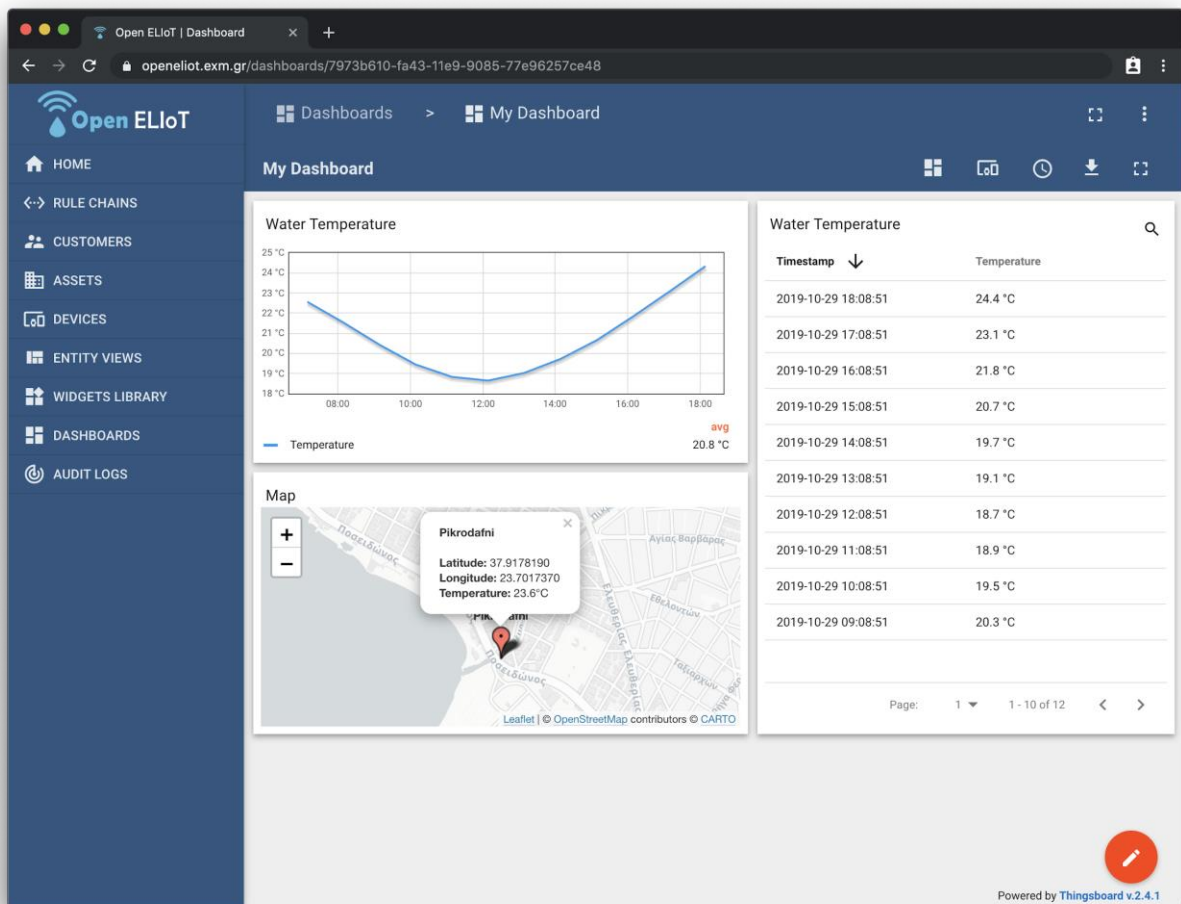 Open ELIoT | Dashboard
openeliot.exm.gr/dashboards/7973b610-fa43-11e9-9085-77e96257ce48
Open ELIoT
Dashboards > My Dashboard
My Dashboard
HOME
RULE CHAINS
CUSTOMERS
ASSETS
DEVICES
ENTITY VIEWS
WIDGETS LIBRARY
DASHBOARDS
AUDIT LOGS
Water Temperature
25 °C
24 °C
23 °C
22 °C
21 °C
20 °C
19 °C
18 °C
08:00 10:00 12:00 14:00 16:00 18:00
avg
Temperature 20.8 °C
Map
+
−
Ποσειδώνος
Pikrodafni
Latitude: 37.9178190
Longitude: 23.7017370
Temperature: 23.6°C
Αγίας Βαρβάρας
Εθελοντών
Ελευθερίας
Ελευθερίας
Ταξιαρχών
Ποσειδώνος
Leaflet | © OpenStreetMap contributors © CARTO
Water Temperature
Timestamp Temperature
2019-10-29 18:08:51 24.4 °C
2019-10-29 17:08:51 23.1 °C
2019-10-29 16:08:51 21.8 °C
2019-10-29 15:08:51 20.7 °C
2019-10-29 14:08:51 19.7 °C
2019-10-29 13:08:51 19.1 °C
2019-10-29 12:08:51 18.7 °C
2019-10-29 11:08:51 18.9 °C
2019-10-29 10:08:51 19.5 °C
2019-10-29 09:08:51 20.3 °C
Page: 1 1 - 10 of 12
Powered by Thingsboard v.2.4.1